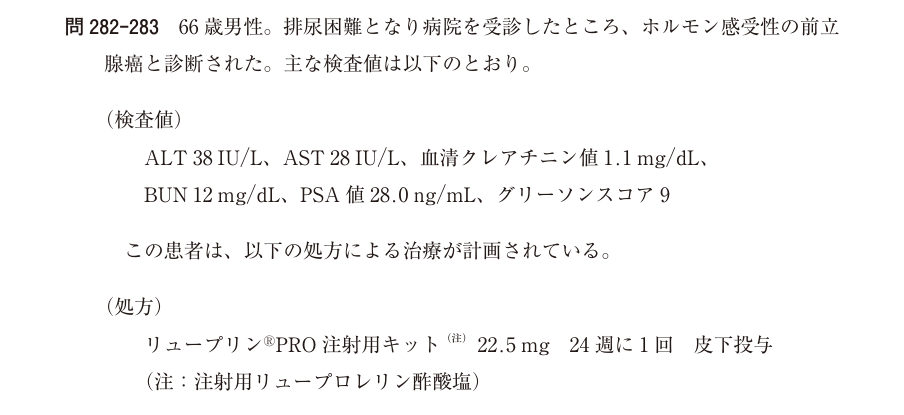 問 282-283 66 歳男性。排尿困難となり病院を受診したところ、ホルモン感受性の前立
腺癌と診断された。主な検査値は以下のとおり。
(検査値)
ALT 38 IU/L、AST 28 IU/L、血清クレアチニン値 1.1 mg/dL、
BUN 12 mg/dL、PSA 値 28.0 ng/mL、グリーソンスコア 9
この患者は、以下の処方による治療が計画されている。
(処方)
リュープリン®PRO 注射用キット(注) 22.5 mg 24 週に 1 回 皮下投与
(注:注射用リュープロレリン酢酸塩)